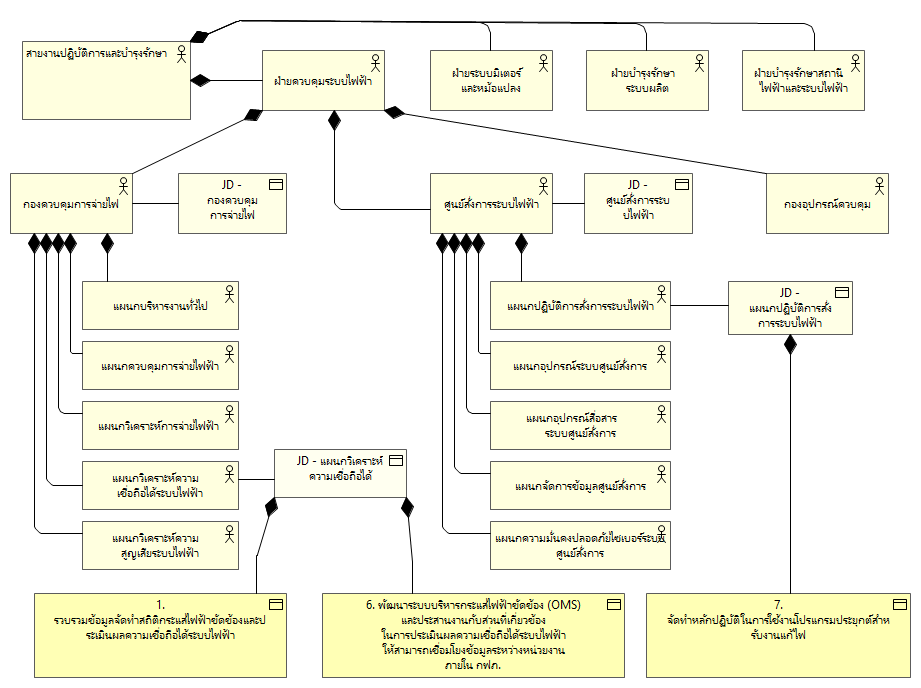 สายงานปฏิบัติการและบำรุงรักษา
ฝ่ายควบคุมระบบไฟฟ้า
ฝ่ายระบบมิเตอร์
และหม้อแปลง
ฝ่ายบำรุงรักษา
ระบบผลิต
ฝ่ายบำรุงรักษาสถานี
ไฟฟ้าและระบบไฟฟ้า
กองควบคุมการจ่ายไฟ
JD -
กองควบคุม
การจ่ายไฟ
ศูนย์สั่งการระบบไฟฟ้า
JD -
ศูนย์สั่งการระบ
บไฟฟ้า
กองอุปกรณ์ควบคุม
แผนกบริหารงานทั่วไป
แผนกปฏิบัติการสั่งการระบบไฟฟ้า
JD -
แผนกปฏิบัติการสั่ง
การระบบไฟฟ้า
แผนกควบคุมการจ่ายไฟฟ้า
แผนกอุปกรณ์ระบบศูนย์สั่งการ
แผนกวิเคราะห์การจ่ายไฟฟ้า
แผนกอุปกรณ์สื่อสาร
ระบบศูนย์สั่งการ
JD - แผนกวิเคราะห์
ความเชื่อถือได้
แผนกวิเคราะห์ความ
เชื่อถือได้ระบบไฟฟ้า
แผนกจัดการข้อมูลศูนย์สั่งการ
แผนกวิเคราะห์ความ
สูญเสียระบบไฟฟ้า
แผนกความมั่นคงปลอดภัยไซเบอร์ระบบ
ศูนย์สั่งการ
1.
รวบรวมข้อมูลจัดทำสถิติกระแสไฟฟ้าขัดข้องและป
ระเมินผลความเชื่อถือได้ระบบไฟฟ้า
6. พัฒนาระบบบริหารกระแสไฟฟ้าขัดข้อง (OMS)
และประสานงานกับส่วนที่เกี่ยวข้อง
ในการประเมินผลความเชื่อถือได้ระบบไฟฟ้า
ให้สามารถเชื่อมโยงข้อมูลระหว่างหน่วยงาน
ภายใน กฟภ.
7.
จัดทำหลักปฏิบัติในการใช้งานโปรแกรมประยุกต์สำห
รับงานแก้ไฟ